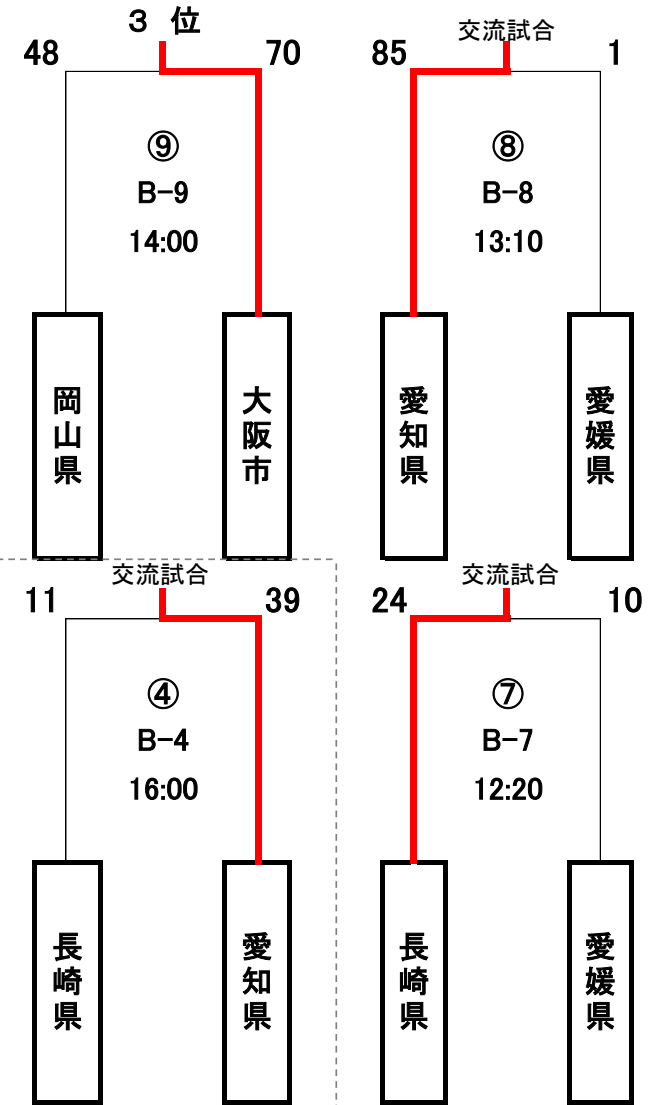 ３ 位
48
70
⑨
B-9
14:00
岡山県
大阪市
交流試合
85
1
⑧
B-8
13:10
愛知県
愛媛県
交流試合
11
39
④
B-4
16:00
長崎県
愛知県
交流試合
24
10
⑦
B-7
12:20
長崎県
愛媛県